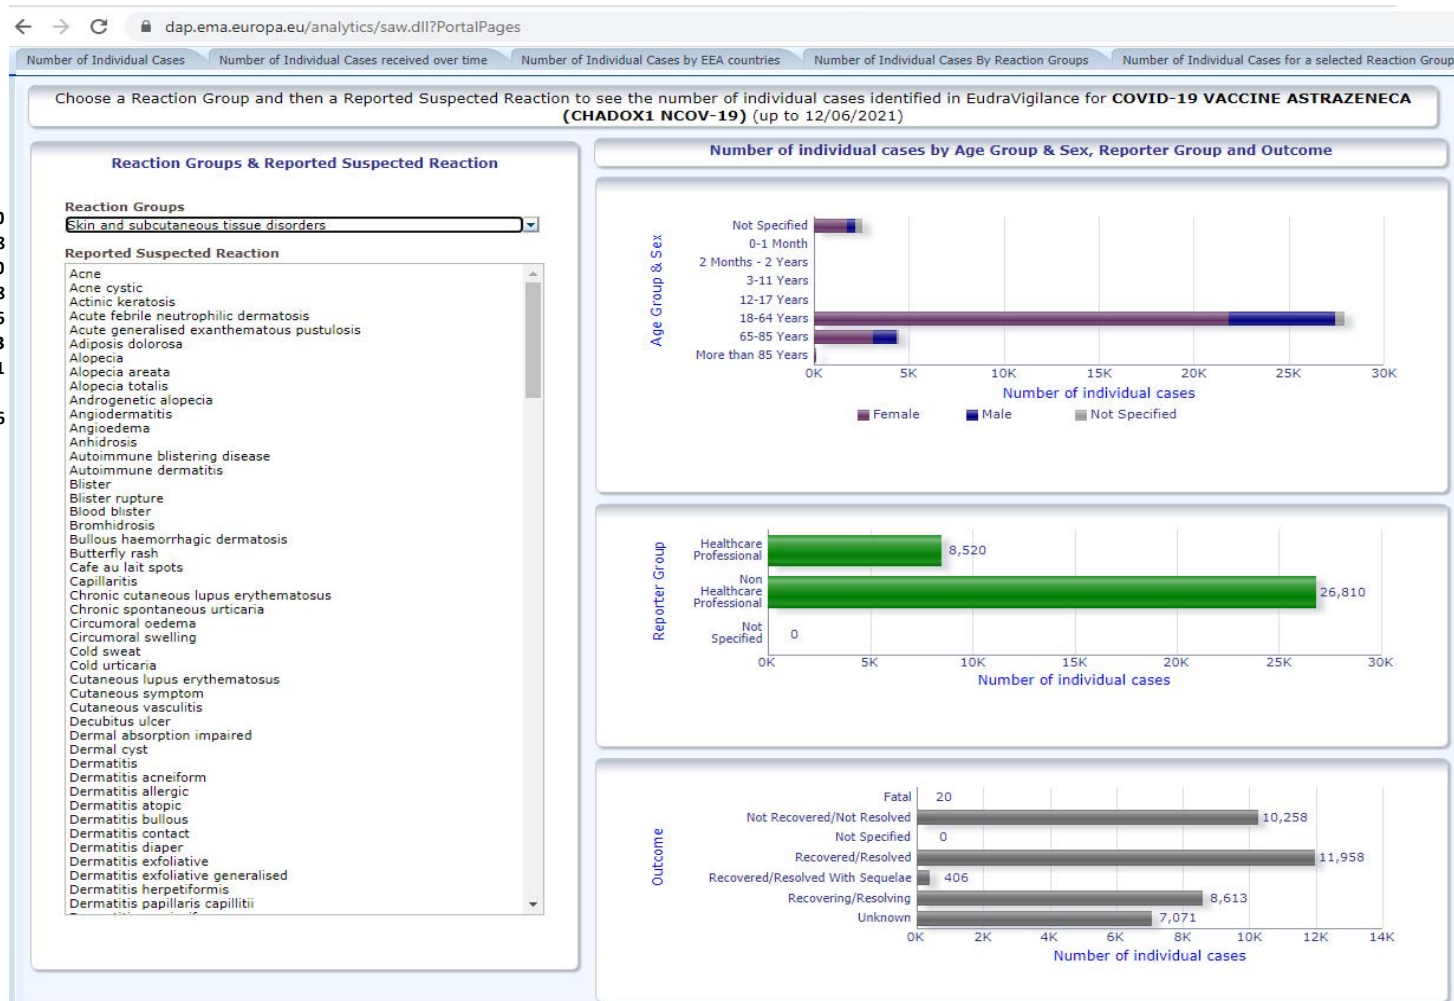 dap.ema.europa.eu/analytics/saw.dll?PortalPages
Number of Individual Cases
Number of Individual Cases received over time
Number of Individual Cases by EEA countries
Number of Individual Cases By Reaction Groups
Number of Individual Cases for a selected Reaction Group
Choose a Reaction Group and then a Reported Suspected Reaction to see the number of individual cases identified in EudraVigilance for COVID-19 VACCINE ASTRAZENECA
(CHADOX1 NCOV-19) (up to 12/06/2021)
Reaction Groups & Reported Suspected Reaction
Reaction Groups
Skin and subcutaneous tissue disorders
Reported Suspected Reaction
Acne
Acne cystic
Actinic keratosis
Acute febrile neutrophilic dermatosis
Acute generalised exanthematous pustulosis
Adiposis dolorosa
Alopecia
Alopecia areata
Alopecia totalis
Androgenetic alopecia
Angiodermatitis
Angioedema
Anhidrosis
Autoimmune blistering disease
Autoimmune dermatitis
Blister
Blister rupture
Blood blister
Bromhidrosis
Bullous haemorrhagic dermatosis
Butterfly rash
Cafe au lait spots
Capillaritis
Chronic cutaneous lupus erythematosus
Chronic spontaneous urticaria
Circumoral oedema
Circumoral swelling
Cold sweat
Cold urticaria
Cutaneous lupus erythematosus
Cutaneous symptom
Cutaneous vasculitis
Decubitus ulcer
Dermal absorption impaired
Dermal cyst
Dermatitis
Dermatitis acneiform
Dermatitis allergic
Dermatitis atopic
Dermatitis bullous
Dermatitis contact
Dermatitis diaper
Dermatitis exfoliative
Dermatitis exfoliative generalised
Dermatitis herpetiformis
Dermatitis papillaris capillitii
Number of individual cases by Age Group & Sex, Reporter Group and Outcome
Age Group & Sex
Not Specified
0-1 Month
2 Months - 2 Years
3-11 Years
12-17 Years
18-64 Years
65-85 Years
More than 85 Years
0K 5K 10K 15K 20K 25K 30K
Number of individual cases
Female Male Not Specified
Reporter Group
Healthcare
Professional
8,520
Non
Healthcare
Professional
26,810
Not
Specified
0
0K 5K 10K 15K 20K 25K 30K
Number of individual cases
Outcome
Fatal 20
Not Recovered/Not Resolved 10,258
Not Specified 0
Recovered/Resolved 11,958
Recovered/Resolved With Sequelae 406
Recovering/Resolving 8,613
Unknown 7,071
0K 2K 4K 6K 8K 10K 12K 14K
Number of individual cases